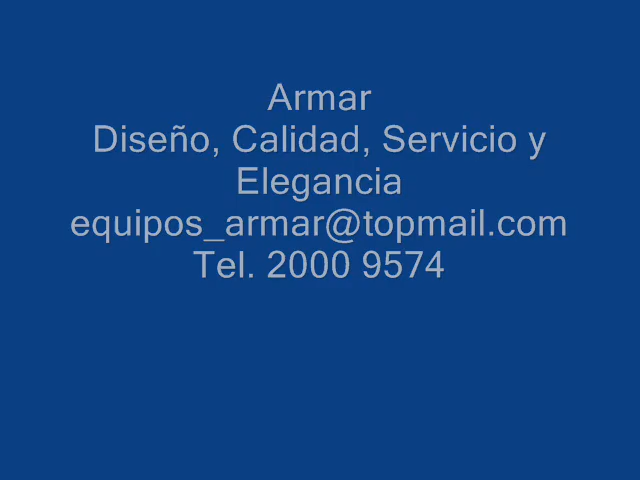 Armar
Diseño, Calidad, Servicio y
Elegancia
equipos_armar@topmail.com
Tel. 2000 9574